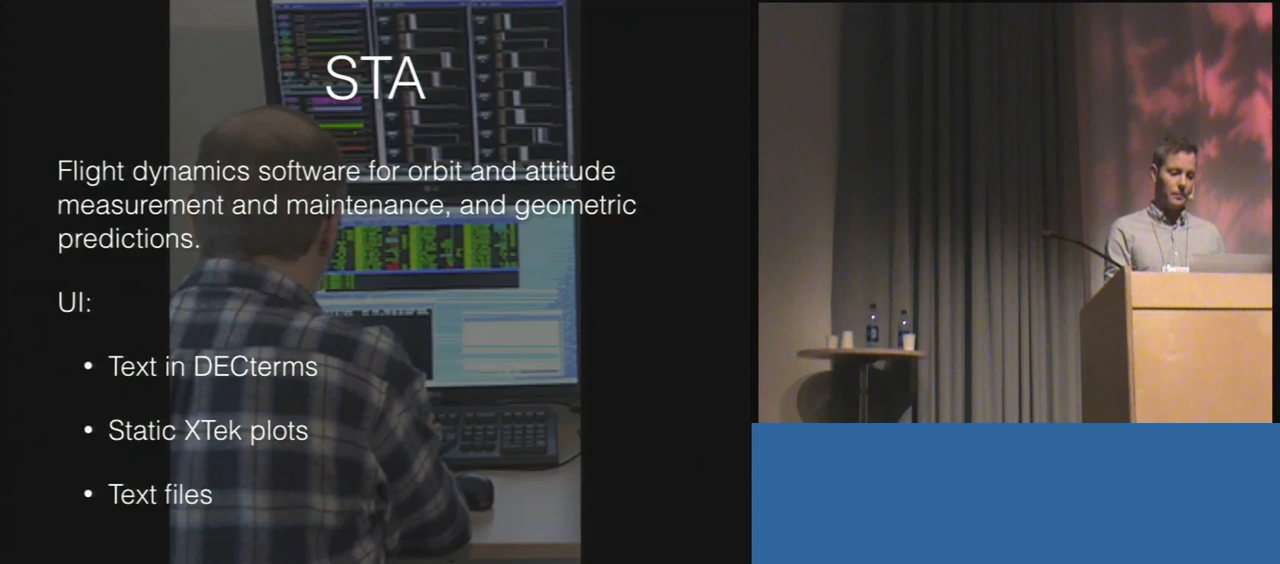 STA
Flight dynamics software for orbit and attitude
measurement and maintenance, and geometric
predictions.
UI:
• Text in DECterms
• Static XTek plots
• Text files